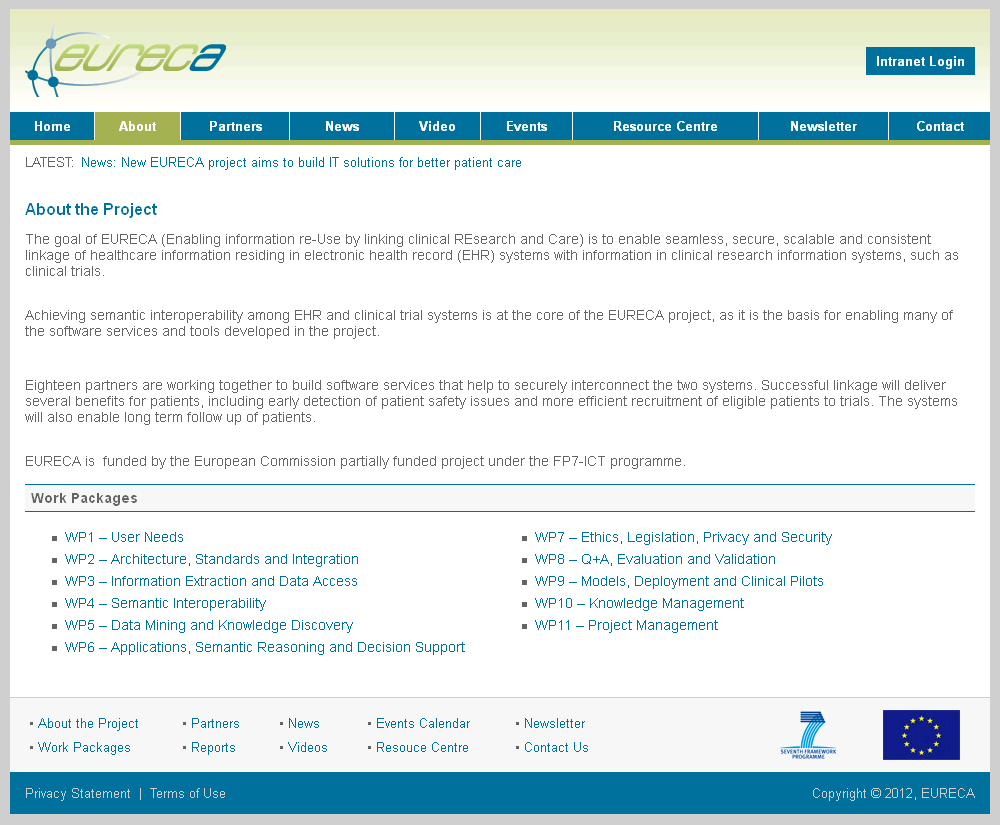 eureca
Intranet Login
Home About Partners News Video Events Resource Centre Newsletter Contact
LATEST: News: New EURECA project aims to build IT solutions for better patient care
About the Project
The goal of EURECA (Enabling information re-Use by linking clinical REsearch and Care) is to enable seamless, secure, scalable and consistent
linkage of healthcare information residing in electronic health record (EHR) systems with information in clinical research information systems, such as
clinical trials.
Achieving semantic interoperability among EHR and clinical trial systems is at the core of the EURECA project, as it is the basis for enabling many of
the software services and tools developed in the project.
Eighteen partners are working together to build software services that help to securely interconnect the two systems. Successful linkage will deliver
several benefits for patients, including early detection of patient safety issues and more efficient recruitment of eligible patients to trials. The systems
will also enable long term follow up of patients.
EURECA is funded by the European Commission partially funded project under the FP7-ICT programme.
Work Packages
WP1 – User Needs
WP2 – Architecture, Standards and Integration
WP3 – Information Extraction and Data Access
WP4 – Semantic Interoperability
WP5 – Data Mining and Knowledge Discovery
WP6 – Applications, Semantic Reasoning and Decision Support
WP7 – Ethics, Legislation, Privacy and Security
WP8 – Q+A, Evaluation and Validation
WP9 – Models, Deployment and Clinical Pilots
WP10 – Knowledge Management
WP11 – Project Management
About the Project Partners News Events Calendar Newsletter
Work Packages Reports Videos Resouce Centre Contact Us
SEVENTH FRAMEWORK
PROGRAMME
Privacy Statement | Terms of Use
Copyright © 2012, EURECA